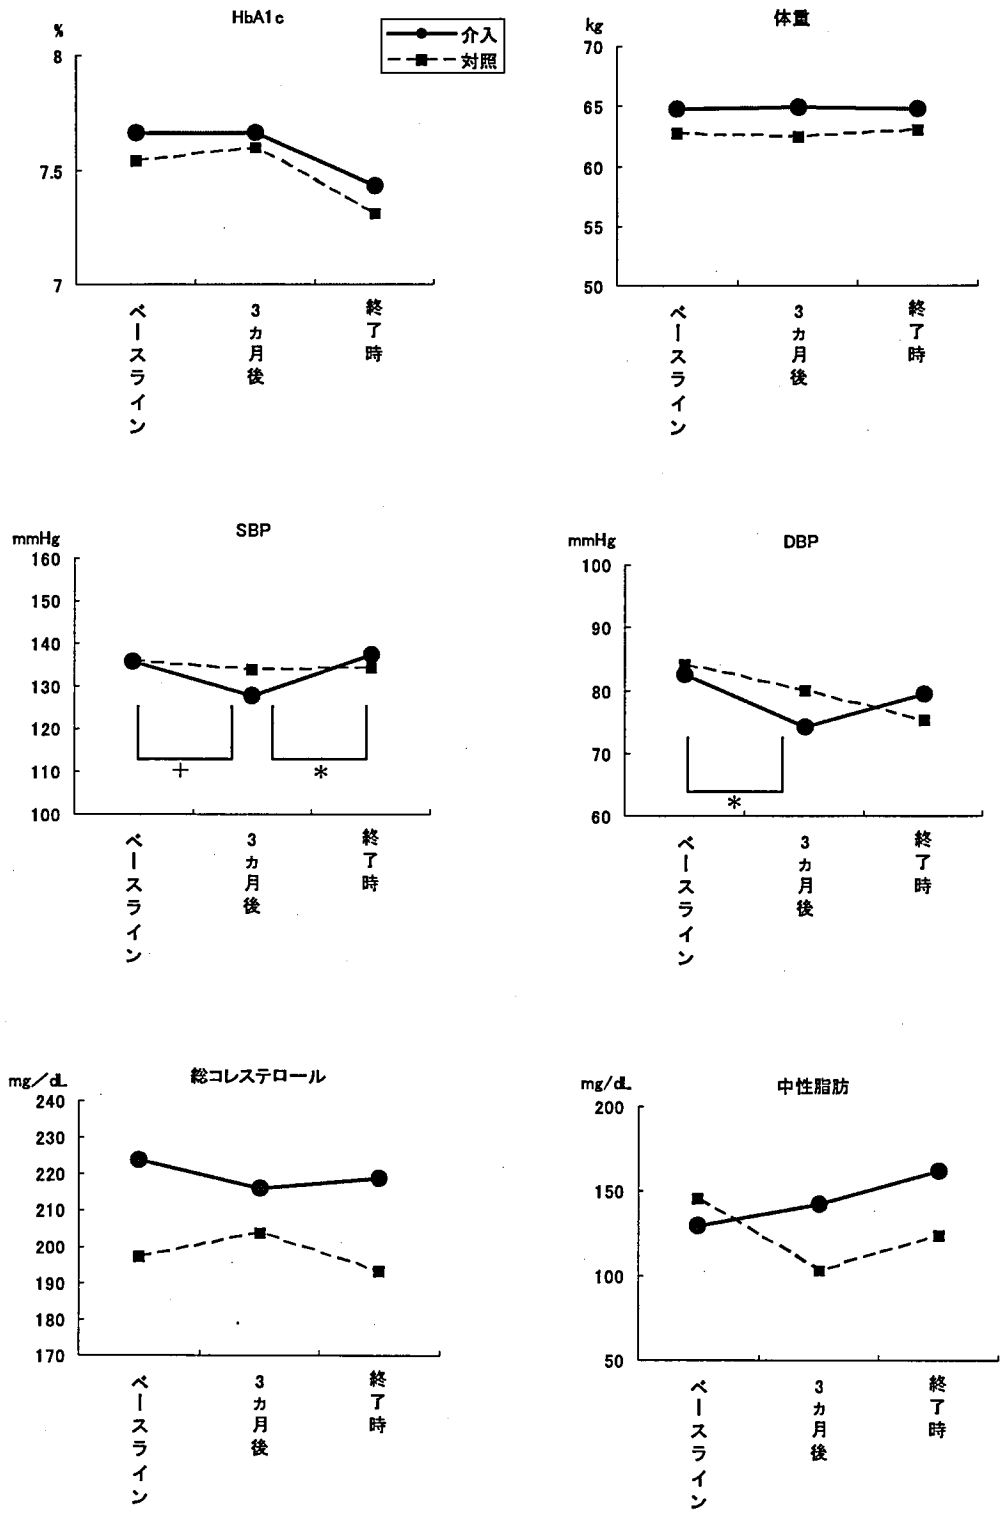 HbA1c
%
8
7.5
7
介入
対照
ベースライン
3ヵ月後
終了時
体重
kg
70
65
60
55
50
ベースライン
3ヵ月後
終了時
SBP
mmHg
160
150
140
130
120
110
100
+
*
ベースライン
3ヵ月後
終了時
DBP
mmHg
100
90
80
70
60
*
ベースライン
3ヵ月後
終了時
総コレステロール
mg/dL
240
230
220
210
200
190
180
170
ベースライン
3ヵ月後
終了時
中性脂肪
mg/dL
200
150
100
50
ベースライン
3ヵ月後
終了時